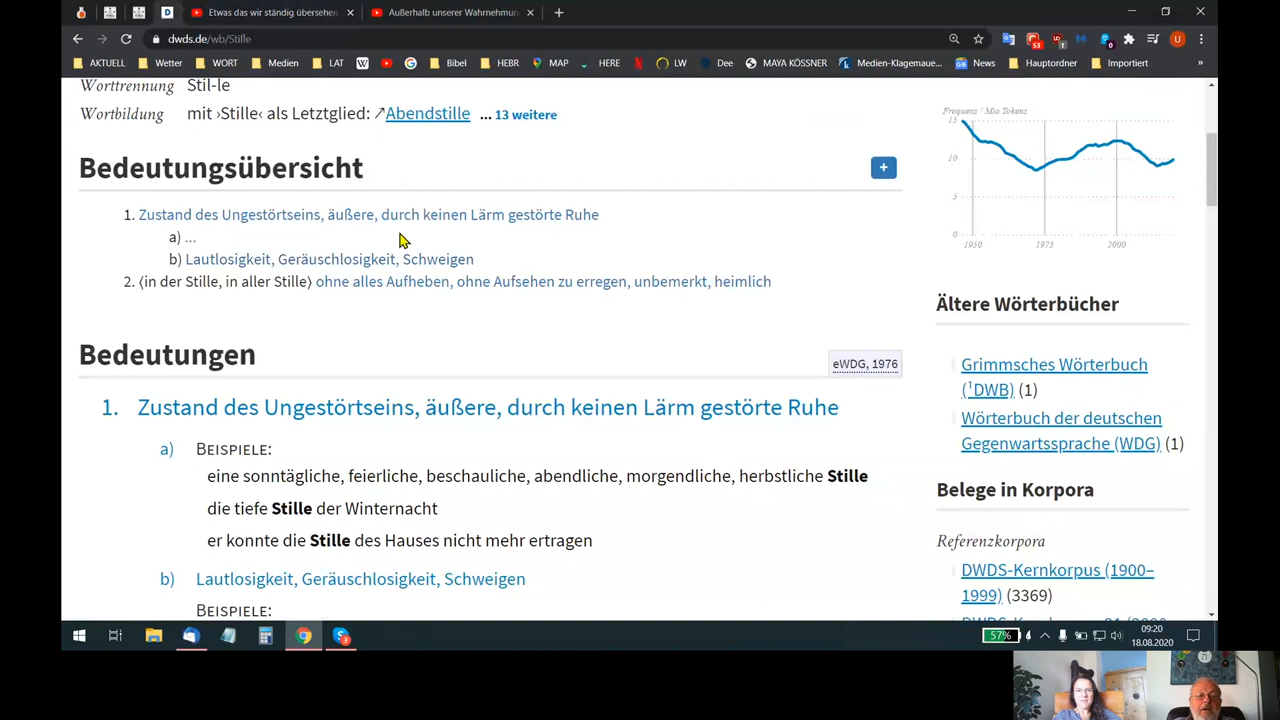 Etwas das wir ständig übersehen
Außerhalb unserer Wahrnehmun
dwds.de/wb/Stille
AKTUELL Wetter WORT Medien LAT Bibel HEBR MAP HERE LW Dee MAYA KÖSSNER Medien-Klagemaue... News Hauptordner Importiert
Worttrennung Stil-le
Wortbildung mit ›Stille‹ als Letztglied: ↗Abendstille ... 13 weitere
Bedeutungsübersicht
+
1. Zustand des Ungestörtseins, äußere, durch keinen Lärm gestörte Ruhe
a) ...
b) Lautlosigkeit, Geräuschlosigkeit, Schweigen
2. ⟨in der Stille, in aller Stille⟩ ohne alles Aufheben, ohne Aufsehen zu erregen, unbemerkt, heimlich
Bedeutungen
eWDG, 1976
1. Zustand des Ungestörtseins, äußere, durch keinen Lärm gestörte Ruhe
a) BEISPIELE:
eine sonntägliche, feierliche, beschauliche, abendliche, morgendliche, herbstliche Stille
die tiefe Stille der Winternacht
er konnte die Stille des Hauses nicht mehr ertragen
b) Lautlosigkeit, Geräuschlosigkeit, Schweigen
BEISPIELE:
Frequenz / Mio Tokens
15
10
5
0
1950 1975 2000
Ältere Wörterbücher
Grimmsches Wörterbuch
(¹DWB) (1)
Wörterbuch der deutschen
Gegenwartssprache (WDG) (1)
Belege in Korpora
Referenzkorpora
DWDS-Kernkorpus (1900–
1999) (3369)
57%
09:20
18.08.2020